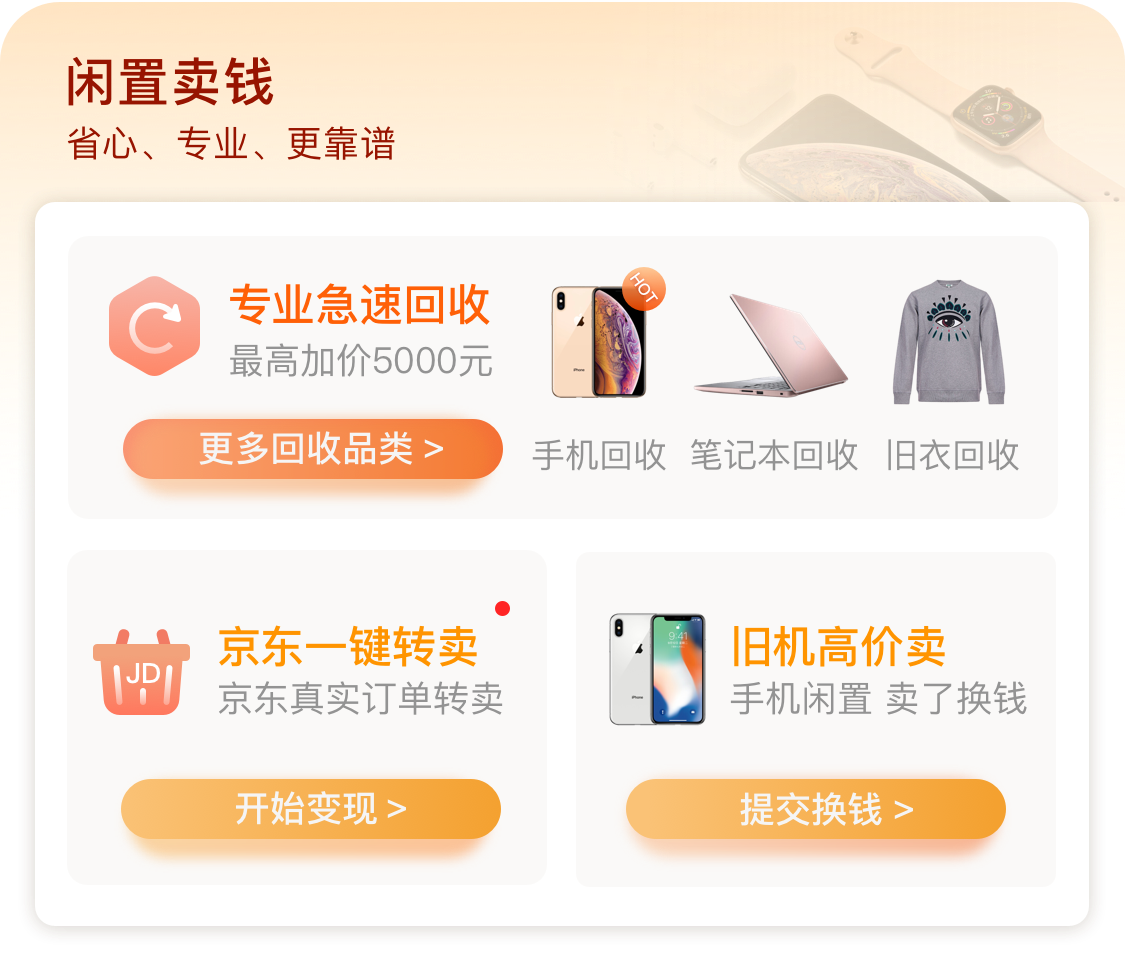 闲置卖钱
省心、专业、更靠谱
专业急速回收
最高加价5000元
更多回收品类 >
HOT
iPhone
手机回收
笔记本回收
旧衣回收
JD
京东一键转卖
京东真实订单转卖
开始变现 >
9:41
iPhone
旧机高价卖
手机闲置 卖了换钱
提交换钱 >